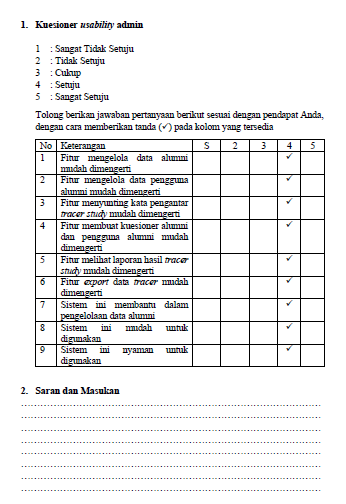 1. Kuesioner usability admin
1 : Sangat Tidak Setuju
2 : Tidak Setuju
3 : Cukup
4 : Setuju
5 : Sangat Setuju
Tolong berikan jawaban pertanyaan berikut sesuai dengan pendapat Anda,
dengan cara memberikan tanda (✓) pada kolom yang tersedia
No Keterangan S 2 3 4 5
1 Fitur mengelola data alumni ✓
mudah dimengerti
2 Fitur mengelola data pengguna ✓
alumni mudah dimengerti
3 Fitur menyunting kata pengantar ✓
tracer study mudah dimengerti
4 Fitur membuat kuesioner alumni ✓
dan pengguna alumni mudah
dimengerti
5 Fitur melihat laporan hasil tracer ✓
study mudah dimengerti
6 Fitur export data tracer mudah ✓
dimengerti
7 Sistem ini membantu dalam ✓
pengelolaan data alumni
8 Sistem ini mudah untuk ✓
digunakan
9 Sistem ini nyaman untuk ✓
digunakan
2. Saran dan Masukan